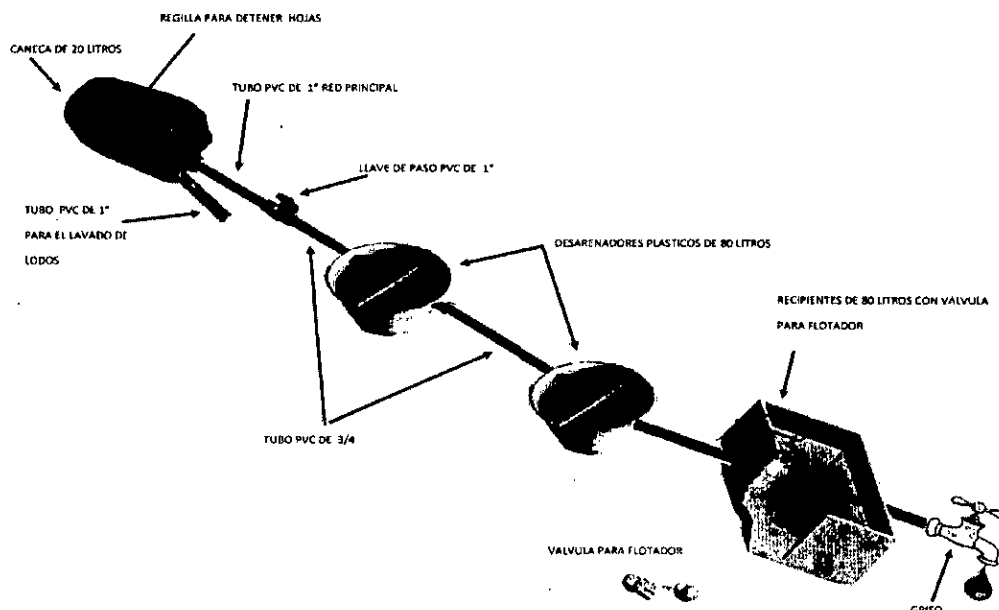 REGILLA PARA DETENER HOJAS
CANECA DE 20 LITROS
TUBO PVC DE 1" RED PRINCIPAL
LLAVE DE PASO PVC DE 1"
TUBO PVC DE 1"
PARA EL LAVADO DE
LODOS
DESARENADORES PLASTICOS DE 80 LITROS
RECIPIENTES DE 80 LITROS CON VALVULA
PARA FLOTADOR
TUBO PVC DE 3/4
VALVULA PARA FLOTADOR
GRIFO